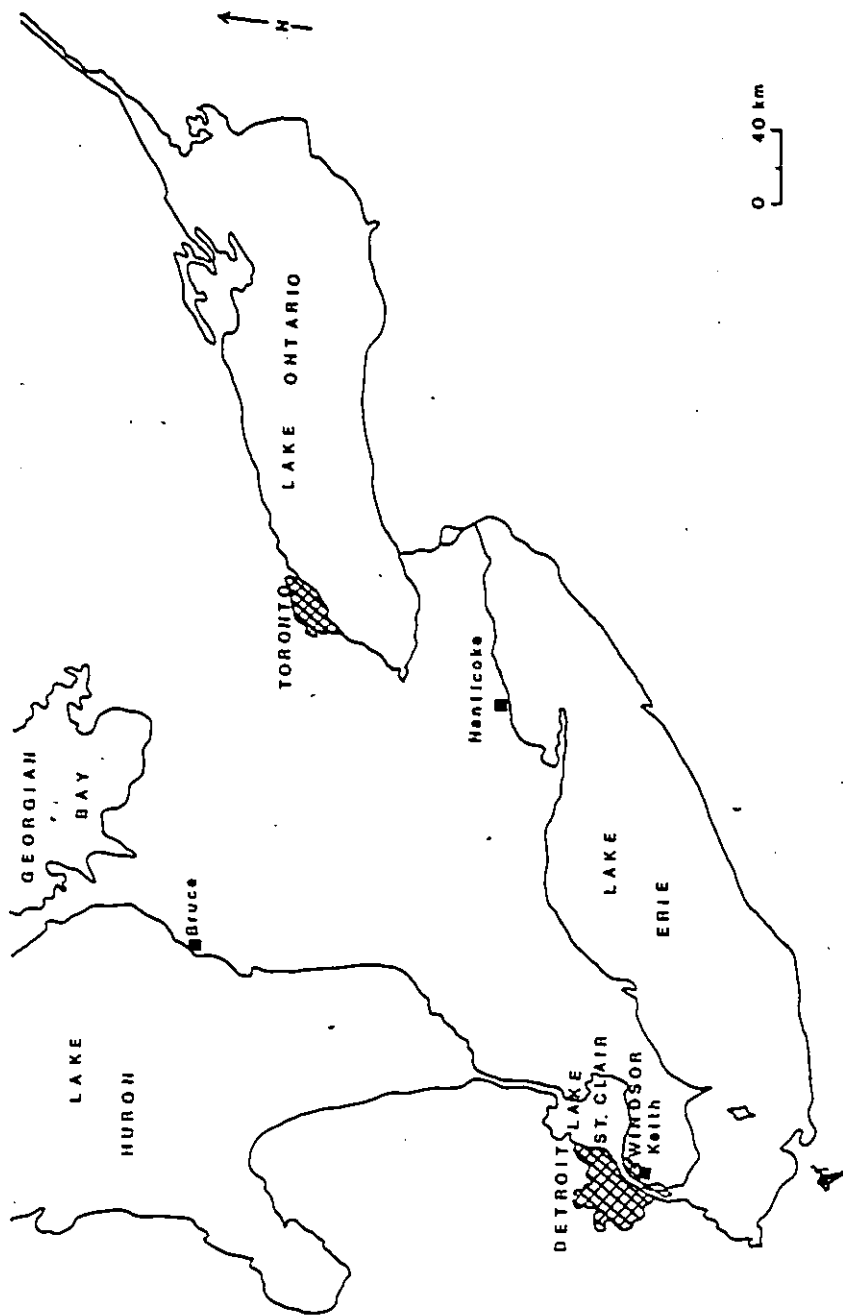 LAKE
HURON
GEORGIAN
BAY
Bruce
TORONTO
LAKE ONTARIO
N
Nanticoke
LAKE
ERIE
DETROIT
LAKE
ST. CLAIR
WINDSOR
Keith
0 40 km